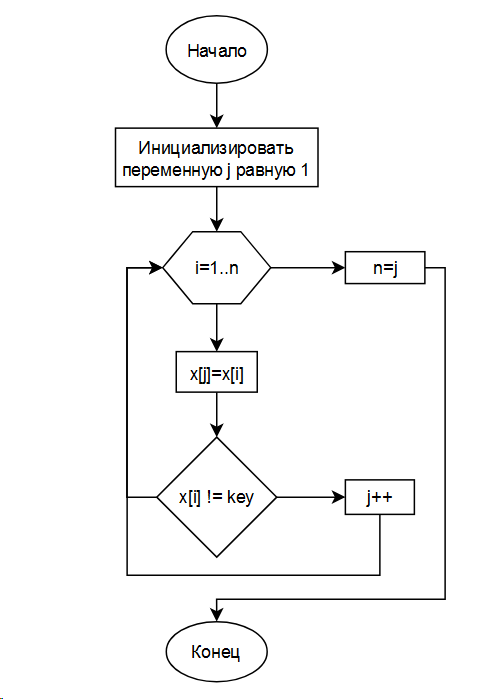 Начало
Инициализировать
переменную j равную 1
i=1..n
n=j
x[j]=x[i]
x[i] != key
j++
Конец